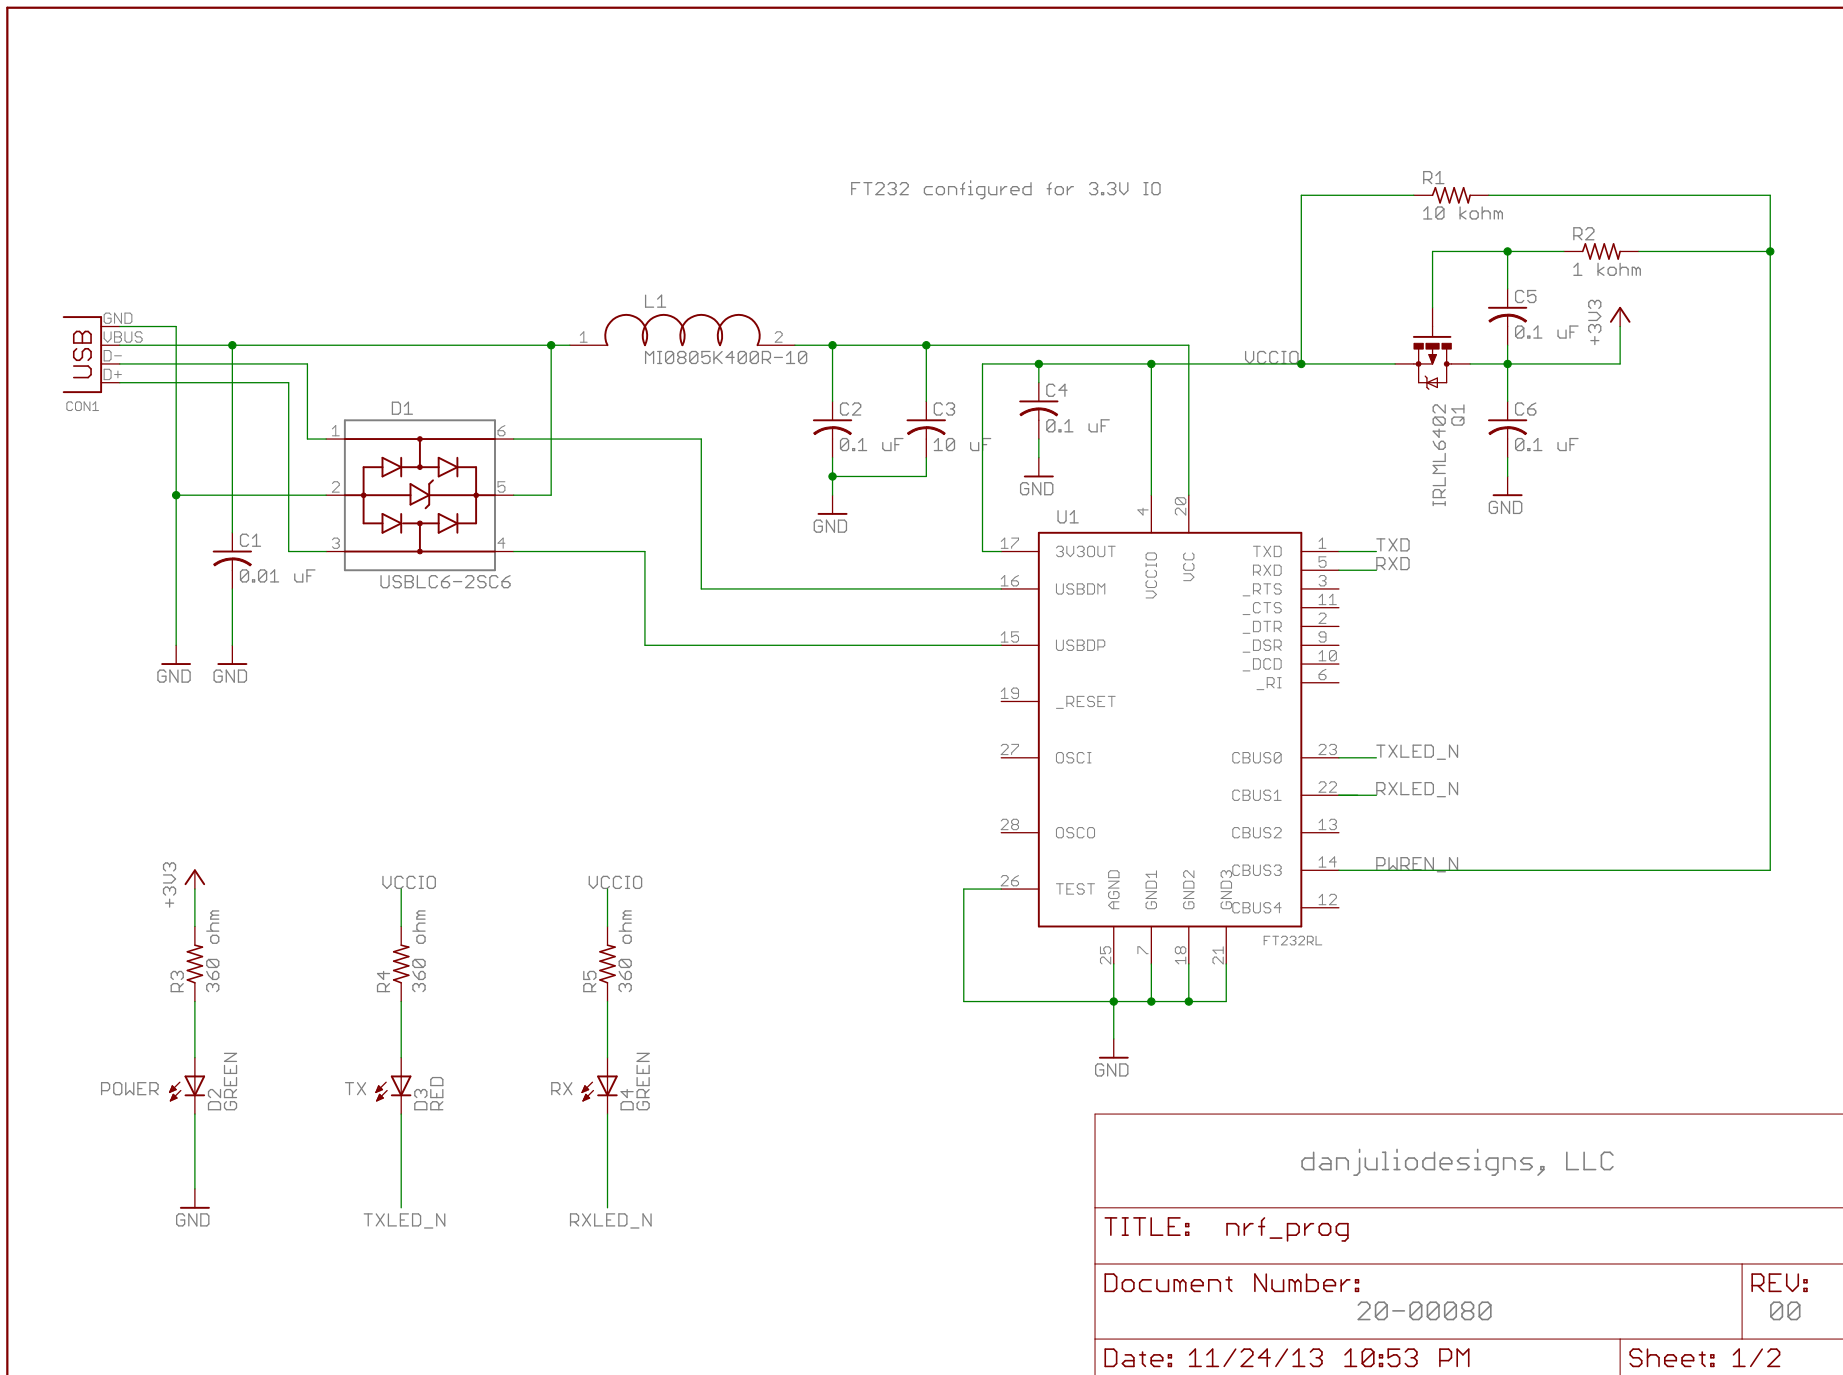 FT232 configured for 3.3V IO
R1
10 kohm
R2
1 kohm
C5
0.1 uF
+3V3
L1
1
2
MI0805K400R-10
USB
GND
VBUS
D-
D+
CON1
VCCIO
C4
0.1 uF
C2
0.1 uF
C3
10 uF
GND
GND
IRLML6402
Q1
C6
0.1 uF
GND
D1
1
2
3
6
5
4
USBLC6-2SC6
C1
0.01 uF
GND
GND
U1
4
20
VCCIO
VCC
17
3V3OUT
16
USBDM
15
USBDP
19
_RESET
27
OSCI
28
OSCO
26
TEST
TXD
1
TXD
RXD
5
RXD
_RTS
3
_CTS
11
_DTR
2
_DSR
9
_DCD
10
_RI
6
CBUS0
23
TXLED_N
CBUS1
22
RXLED_N
CBUS2
13
CBUS3
14
PWREN_N
CBUS4
12
AGND
GND1
GND2
GND3
25
7
18
21
FT232RL
GND
+3V3
R3
360 ohm
POWER
D2
GREEN
GND
VCCIO
R4
360 ohm
TX
D3
RED
TXLED_N
VCCIO
R5
360 ohm
RX
D4
GREEN
RXLED_N
danjuliodesigns, LLC
TITLE: nrf_prog
Document Number:
20-00080
REV:
00
Date: 11/24/13 10:53 PM
Sheet: 1/2